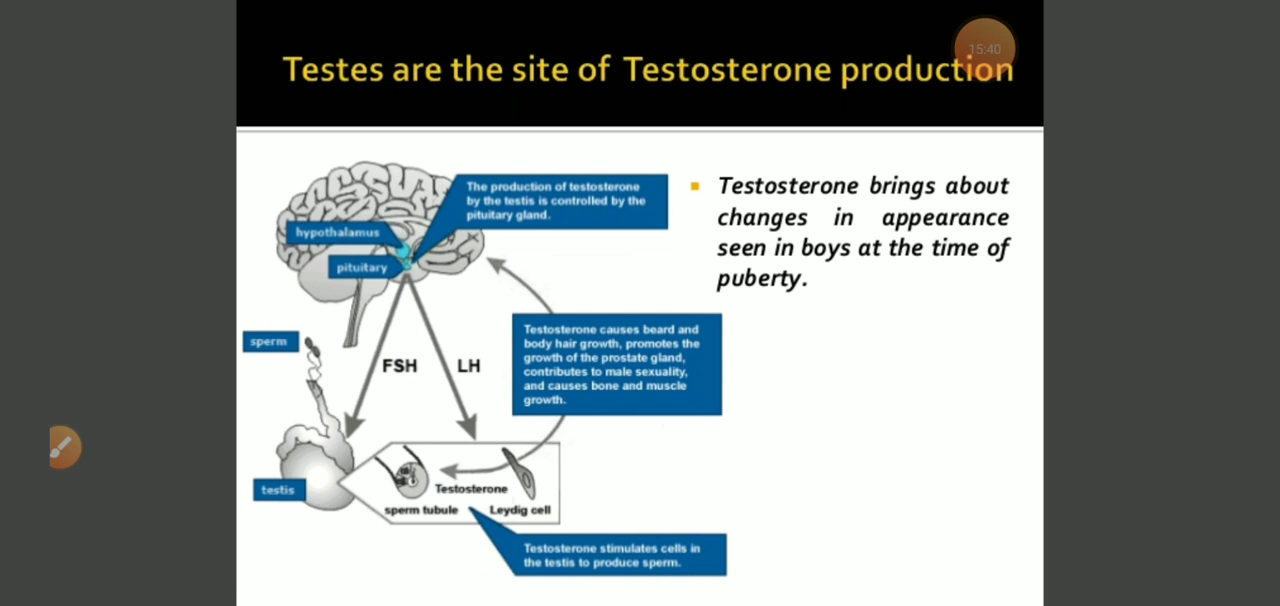 15:40
Testes are the site of Testosterone production
The production of testosterone
by the testis is controlled by the
pituitary gland.
hypothalamus
pituitary
Testosterone brings about
changes in appearance
seen in boys at the time of
puberty.
sperm
FSH
LH
Testosterone causes beard and
body hair growth, promotes the
growth of the prostate gland,
contributes to male sexuality,
and causes bone and muscle
growth.
testis
Testosterone
sperm tubule
Leydig cell
Testosterone stimulates cells in
the testis to produce sperm.